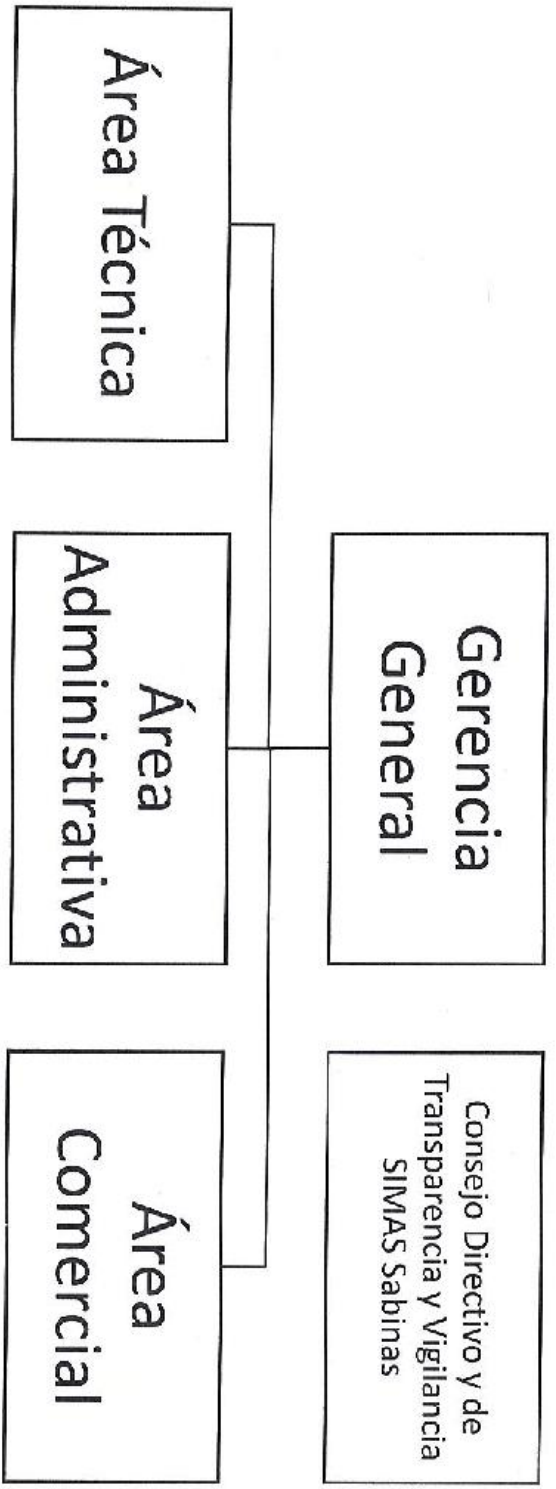 Gerencia
General
Consejo Directivo y de
Transparencia y Vigilancia
SIMAS Sabinas
Área Técnica
Área
Administrativa
Área
Comercial